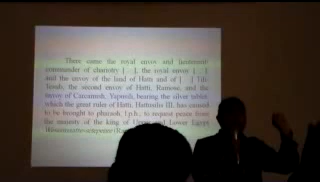 There came the royal envoy and
commander of chariotry [...], the royal envoy [...]
and the envoy of the land of Hatti and of [...] Tili-
Teshub, the second envoy of Hatti, Ramose, and the
envoy of Carcamosh, Yapusili, bearing the silver tablet,
which the great ruler of Hatti, Hattusilis III, has caused
to be brought to pharaoh, l.p.h., to request peace from
the majesty of the king of Upper and Lower Egypt